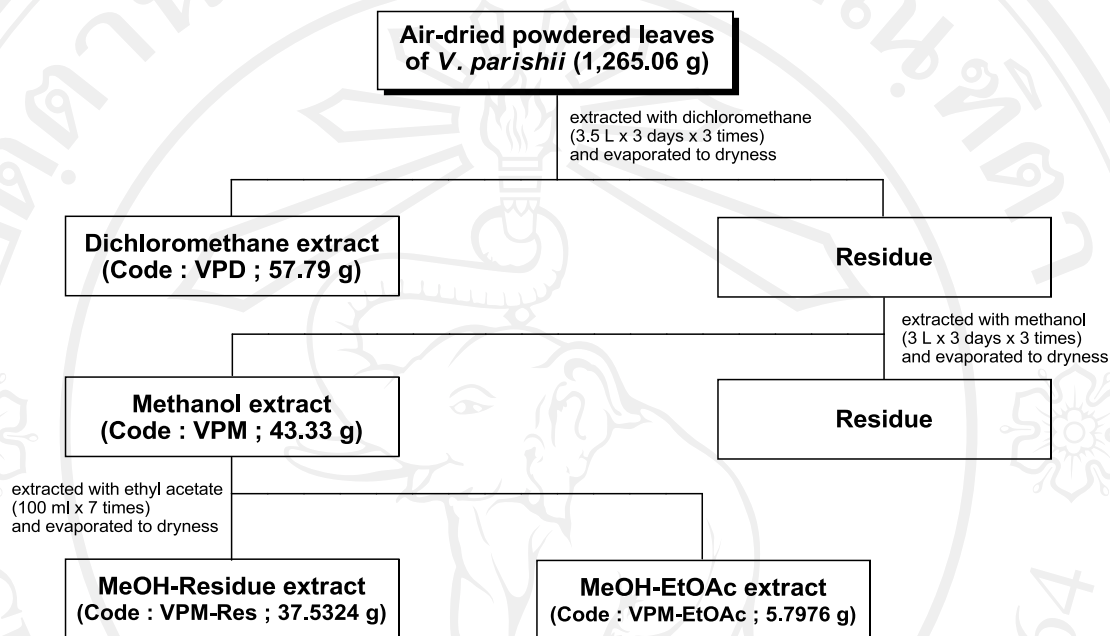 Air-dried powdered leaves
of V. parishii (1,265.06 g)
extracted with dichloromethane
(3.5 L x 3 days x 3 times)
and evaporated to dryness
Dichloromethane extract
(Code : VPD ; 57.79 g)
Residue
extracted with methanol
(3 L x 3 days x 3 times)
and evaporated to dryness
Methanol extract
(Code : VPM ; 43.33 g)
Residue
extracted with ethyl acetate
(100 ml x 7 times)
and evaporated to dryness
MeOH-Residue extract
(Code : VPM-Res ; 37.5324 g)
MeOH-EtOAc extract
(Code : VPM-EtOAc ; 5.7976 g)